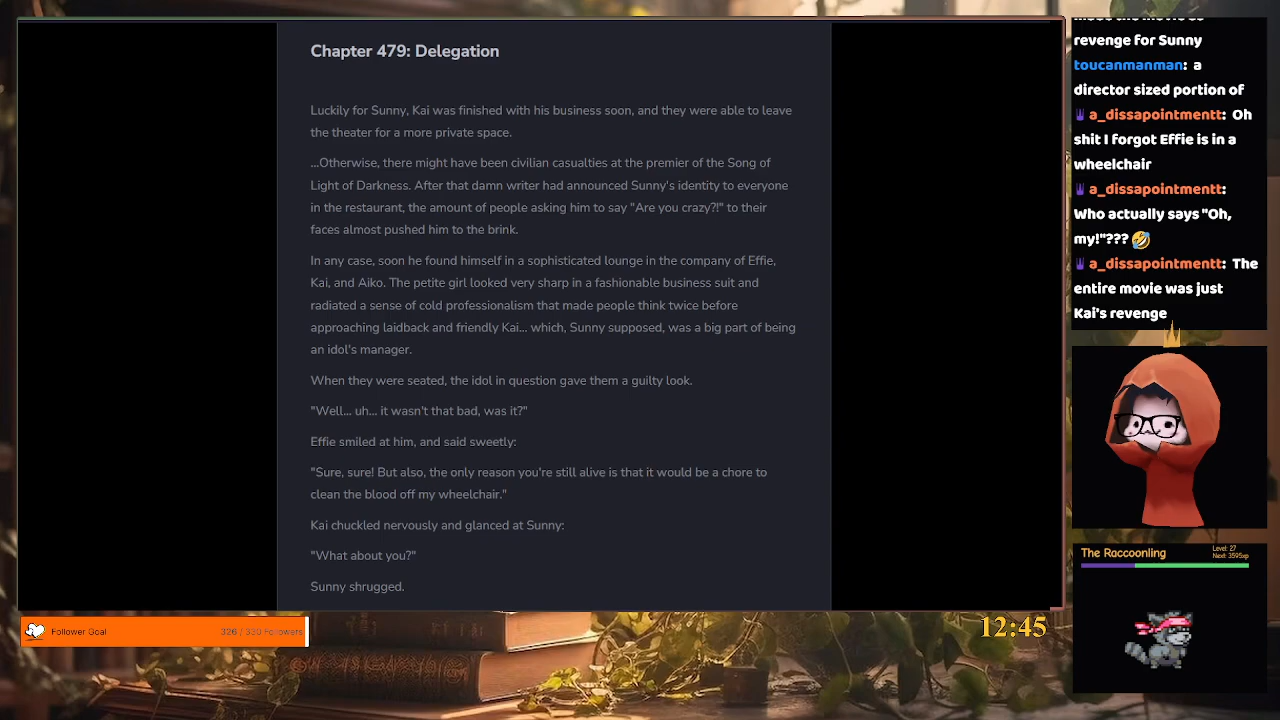 Chapter 479: Delegation
Luckily for Sunny, Kai was finished with his business soon, and they were able to leave
the theater for a more private space.
...Otherwise, there might have been civilian casualties at the premier of the Song of
Light of Darkness. After that damn writer had announced Sunny's identity to everyone
in the restaurant, the amount of people asking him to say "Are you crazy?!" to their
faces almost pushed him to the brink.
In any case, soon he found himself in a sophisticated lounge in the company of Effie,
Kai, and Aiko. The petite girl looked very sharp in a fashionable business suit and
radiated a sense of cold professionalism that made people think twice before
approaching laidback and friendly Kai... which, Sunny supposed, was a big part of being
an idol's manager.
When they were seated, the idol in question gave them a guilty look.
"Well... uh... it wasn't that bad, was it?"
Effie smiled at him, and said sweetly:
"Sure, sure! But also, the only reason you're still alive is that it would be a chore to
clean the blood off my wheelchair."
Kai chuckled nervously and glanced at Sunny:
"What about you?"
Sunny shrugged.
revenge for Sunny
toucanmanman: a
director sized portion of
a_dissapointmentt: Oh
shit I forgot Effie is in a
wheelchair
a_dissapointmentt:
Who actually says "Oh,
my!"??? 🤣
a_dissapointmentt: The
entire movie was just
Kai's revenge
The Raccoonling
Level: 27
Next: 3595xp
Follower Goal
326 / 330 Followers
12:45